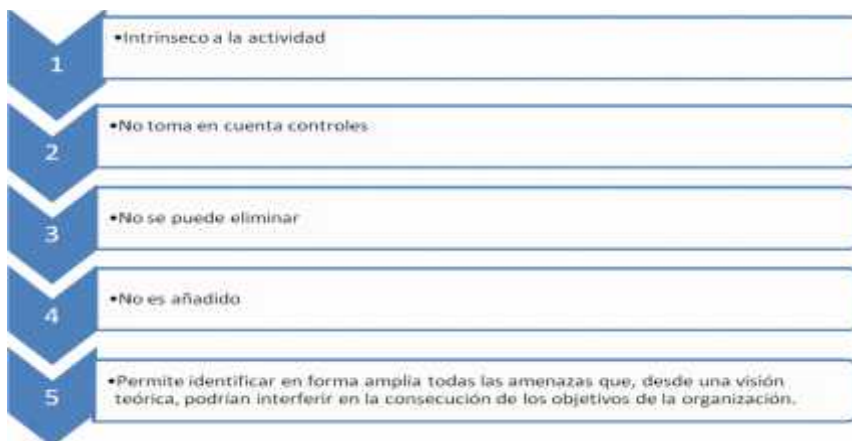 1
•Intrínseco a la actividad
2
•No toma en cuenta controles
3
•No se puede eliminar
4
•No es añadido
5
•Permite identificar en forma amplia todas las amenazas que, desde una visión
teórica, podrían interferir en la consecución de los objetivos de la organización.